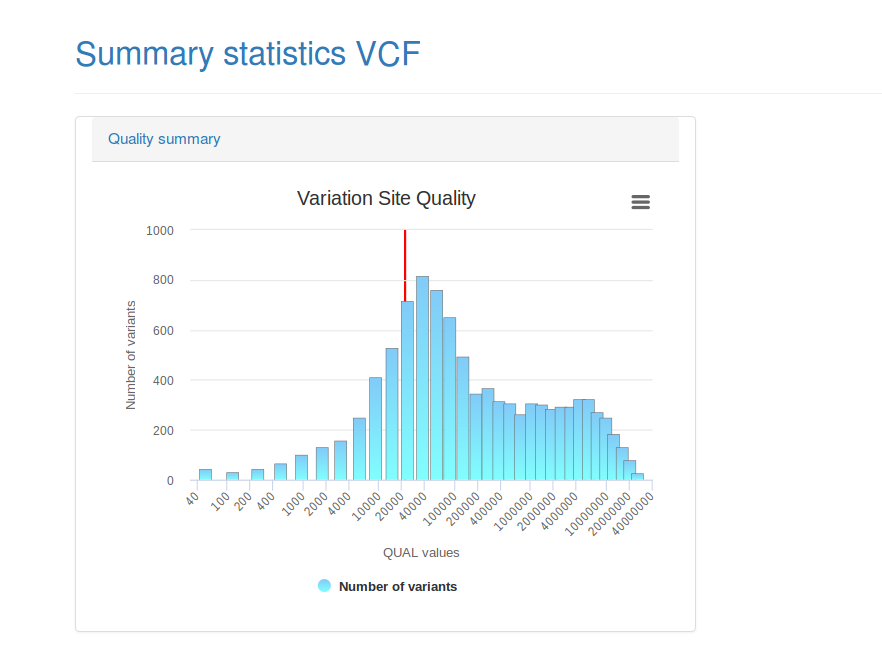 Summary statistics VCF
Quality summary
Variation Site Quality
Number of variants
1000
800
600
400
200
0
40 100 200 400 1000 2000 4000 10000 20000 40000 100000 200000 400000 1000000 2000000 4000000 10000000 20000000 40000000
QUAL values
Number of variants